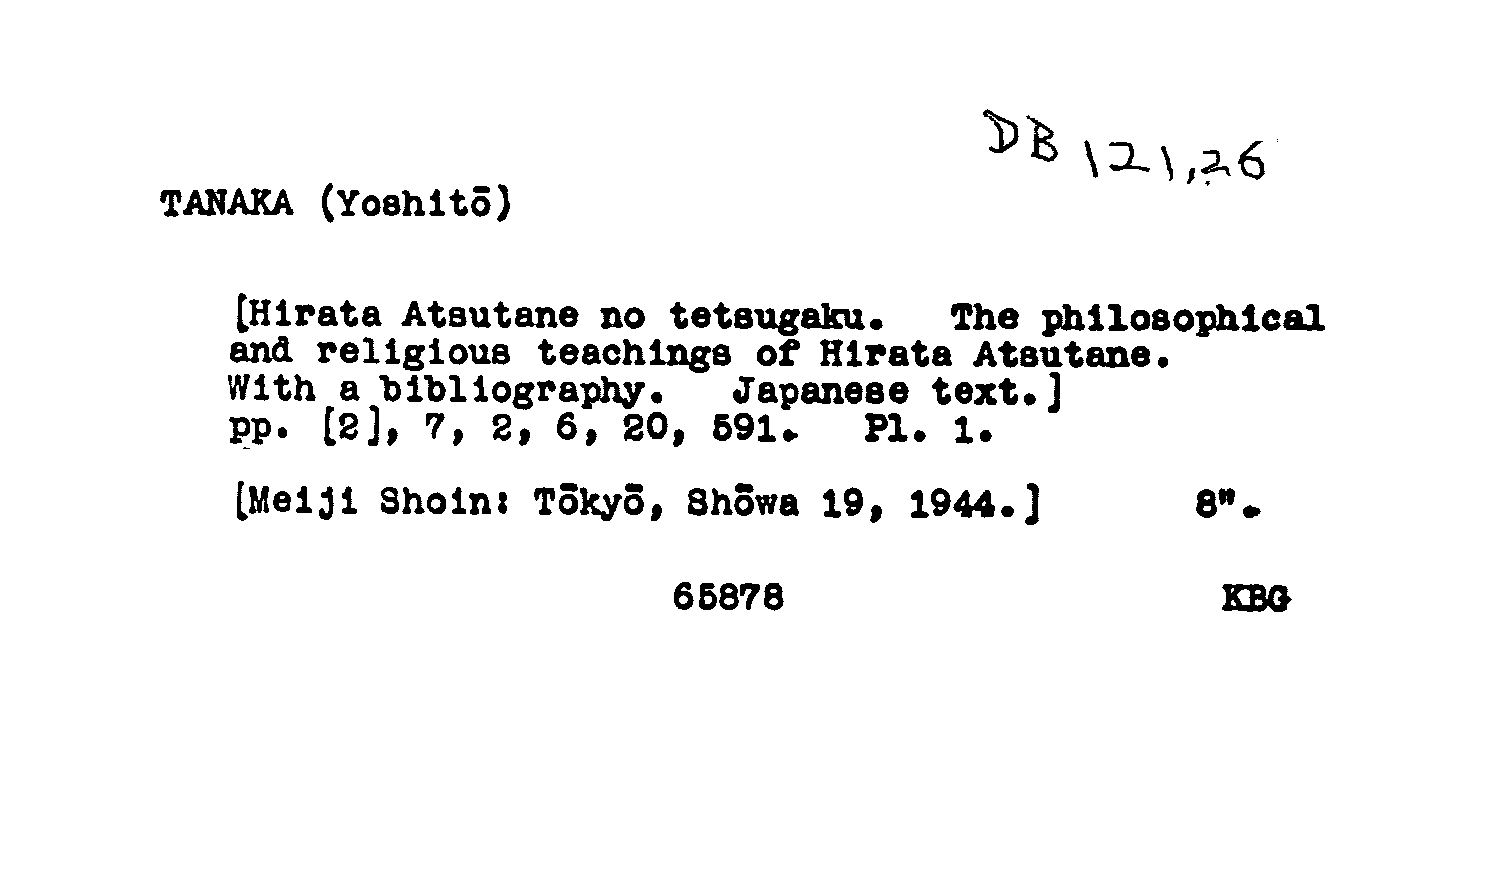 DB 121,26
TANAKA (Yoshitō)
[Hirata Atsutane no tetsugaku. The philosophical
and religious teachings of Hirata Atsutane.
With a bibliography. Japanese text.]
pp. [2], 7, 2, 6, 20, 591. Pl. 1.
[Meiji Shoin: Tōkyō, Shōwa 19, 1944.] 8".
65878 KBG